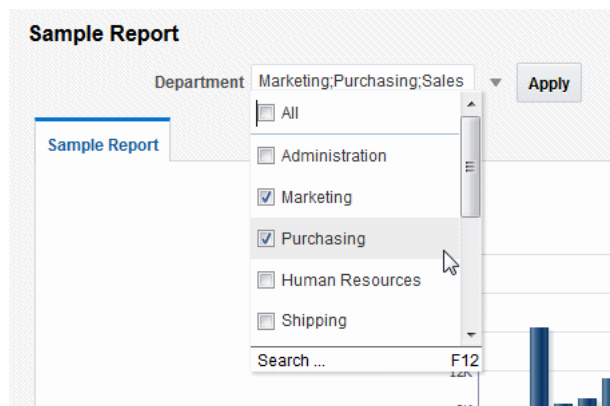 Sample Report
Department Marketing;Purchasing;Sales Apply
All
Sample Report
Administration
Marketing
Purchasing
Human Resources
Shipping
Search ... F12
12K